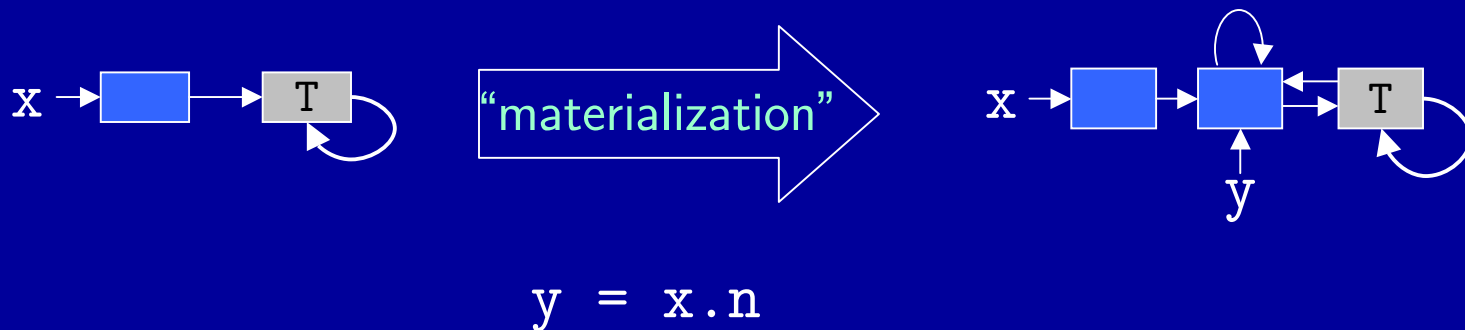 x T “materialization” x T
y
y = x.n